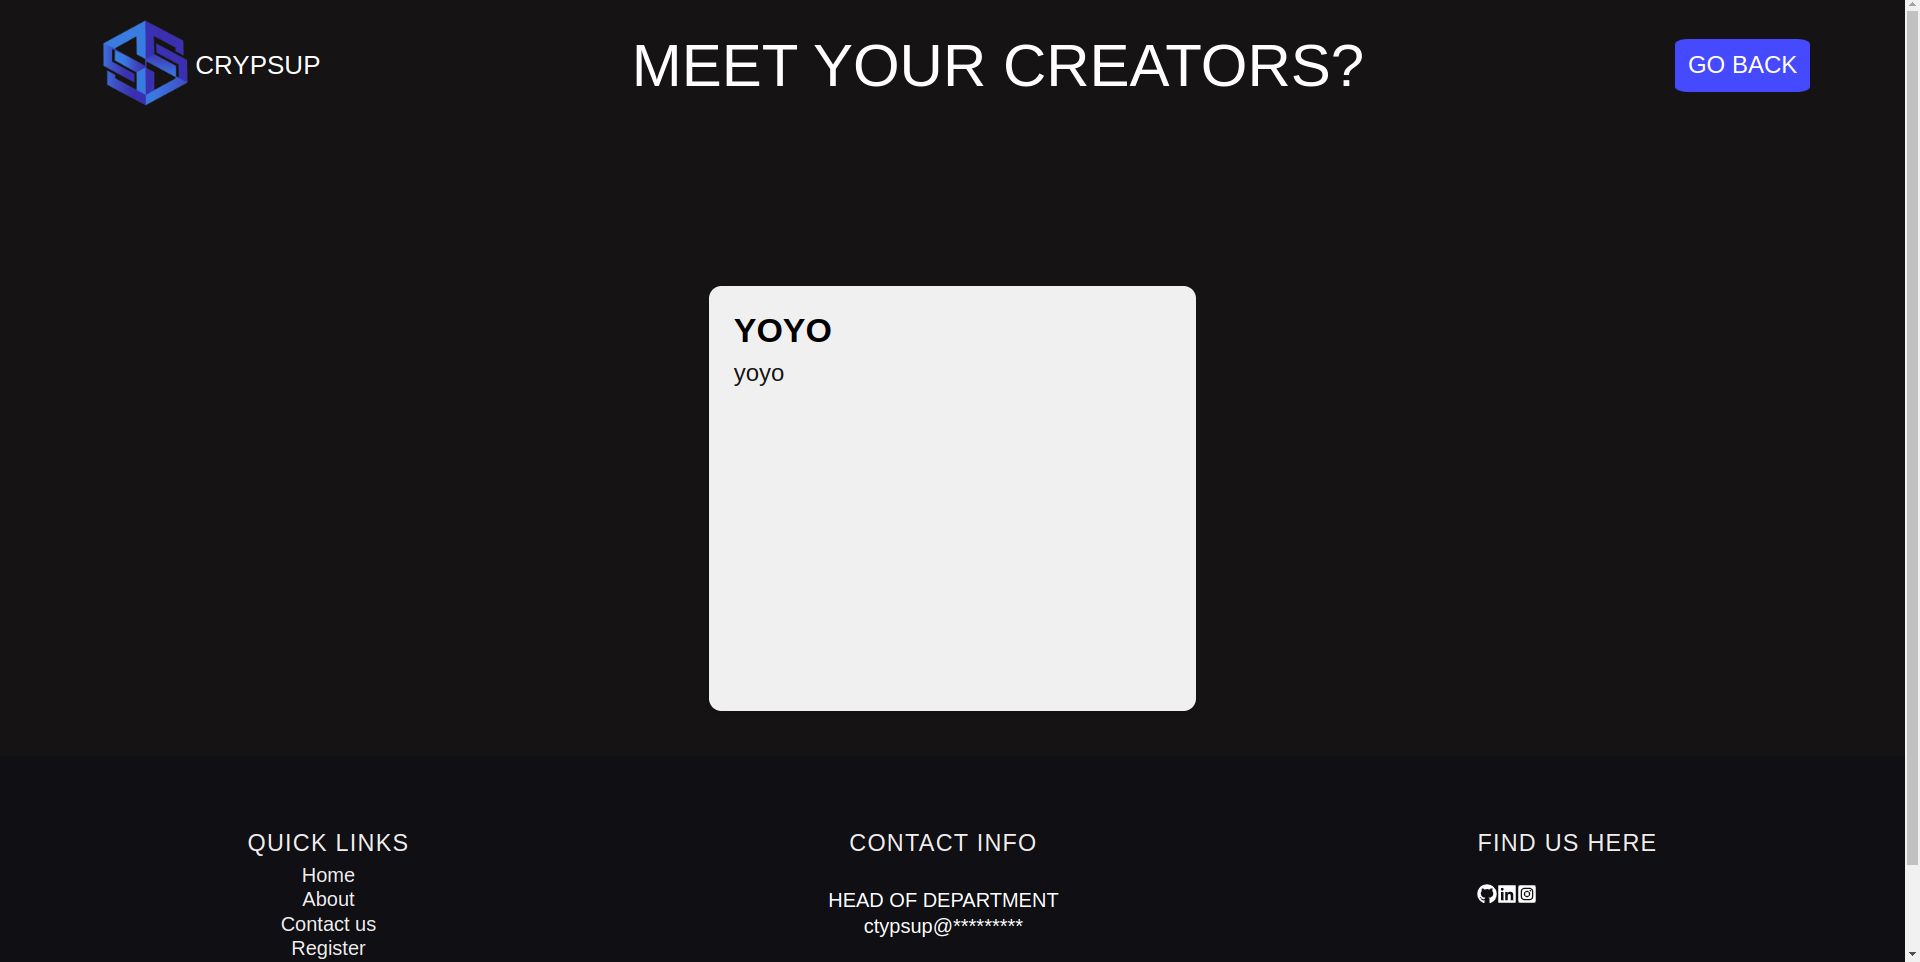 CRYPSUP
MEET YOUR CREATORS?
GO BACK
YOYO
yoyo
QUICK LINKS
Home
About
Contact us
Register
CONTACT INFO
HEAD OF DEPARTMENT
ctypsup@*********
FIND US HERE